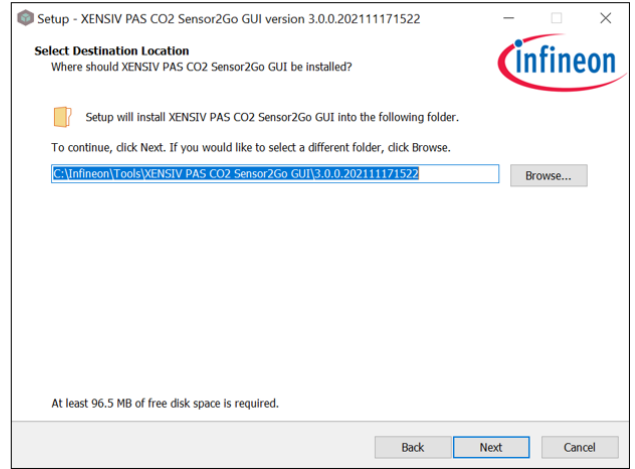 Setup - XENSIV PAS CO2 Sensor2Go GUI version 3.0.0.202111171522
Select Destination Location
Where should XENSIV PAS CO2 Sensor2Go GUI be installed?
infineon
Setup will install XENSIV PAS CO2 Sensor2Go GUI into the following folder.
To continue, click Next. If you would like to select a different folder, click Browse.
C:\Infineon\Tools\XENSIV PAS CO2 Sensor2Go GUI\3.0.0.202111171522
Browse...
At least 96.5 MB of free disk space is required.
Back
Next
Cancel